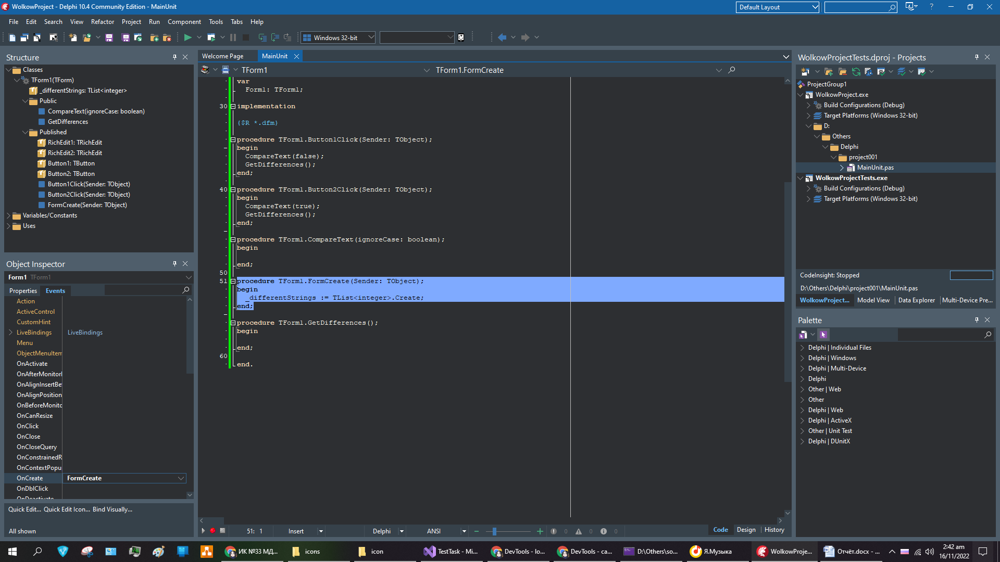 WolkowProject - Delphi 10.4 Community Edition - MainUnit
Default Layout
?
File Edit Search View Refactor Project Run Component Tools Tabs Help
Windows 32-bit
Structure
Classes
TForm1(TForm)
_differentStrings: TList<integer>
Public
CompareText(ignoreCase: boolean)
GetDifferences
Published
RichEdit1: TRichEdit
RichEdit2: TRichEdit
Button1: TButton
Button2: TButton
Button1Click(Sender: TObject)
Button2Click(Sender: TObject)
FormCreate(Sender: TObject)
Variables/Constants
Uses
Object Inspector
Form1 TForm1
Properties Events
Action
ActiveControl
CustomHint
LiveBindings LiveBindings
Menu
ObjectMenuItem
OnActivate
OnAfterMonitorI
OnAlignInsertBe
OnAlignPosition
OnBeforeMonito
OnCanResize
OnClick
OnClose
OnCloseQuery
OnConstrainedR
OnContextPopu
OnCreate FormCreate
OnDblClick
OnDeactivate
Quick Edit... Quick Edit Icon... Bind Visually...
All shown
Welcome Page MainUnit
TForm1 TForm1.FormCreate
var
Form1: TForm1;
30 implementation
{$R *.dfm}
procedure TForm1.Button1Click(Sender: TObject);
begin
CompareText(false);
GetDifferences();
end;
40 procedure TForm1.Button2Click(Sender: TObject);
begin
CompareText(true);
GetDifferences();
end;
procedure TForm1.CompareText(ignoreCase: boolean);
begin
end;
50
51 procedure TForm1.FormCreate(Sender: TObject);
begin
_differentStrings := TList<integer>.Create;
end;
procedure TForm1.GetDifferences();
begin
end;
60
end.
51: 1 Insert Delphi ANSI 0 0 0 Code Design History
WolkowProjectTests.dproj - Projects
ProjectGroup1
WolkowProject.exe
Build Configurations (Debug)
Target Platforms (Windows 32-bit)
D:
Others
Delphi
project001
MainUnit.pas
WolkowProjectTests.exe
Build Configurations (Debug)
Target Platforms (Windows 32-bit)
CodeInsight: Stopped
D:\Others\Delphi\project001\MainUnit.pas
WolkowProject... Model View Data Explorer Multi-Device Pre...
Palette
Delphi | Individual Files
Delphi | Windows
Delphi | Multi-Device
Delphi
Other | Web
Other
Delphi | Web
Delphi | ActiveX
Other | Unit Test
Delphi | DUnitX
ИК №33 МД... icons icon TestTask - Mi... DevTools - lo... DevTools - ca... D:\Others\so... Я.Музыка WolkowProje... Отчёт.docx - ...
2:42 am
16/11/2022